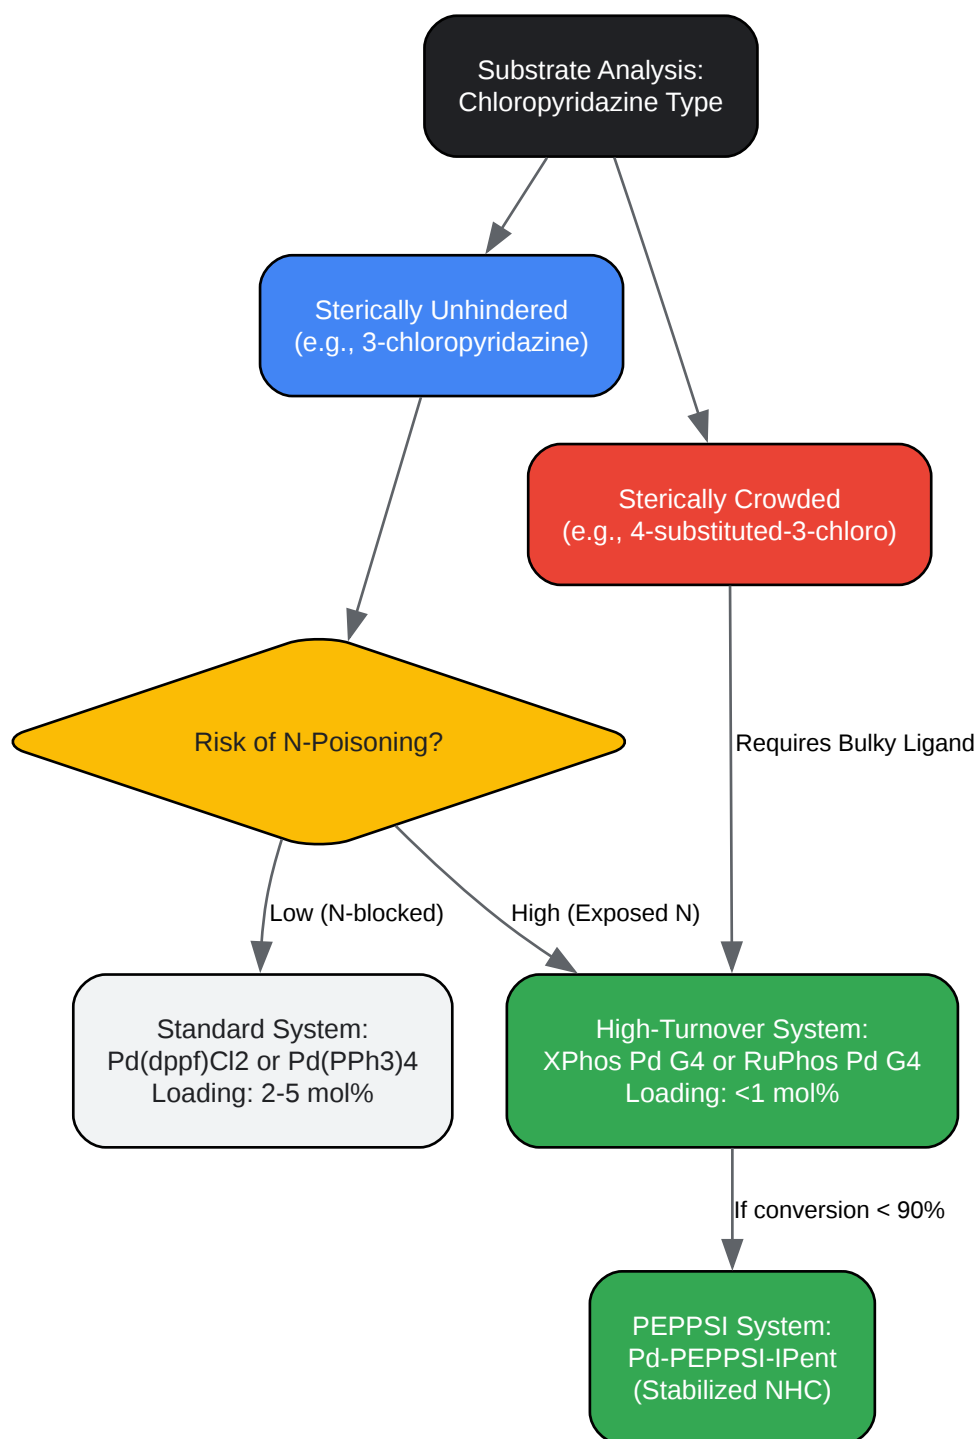 Substrate Analysis:
Chloropyridazine Type
Sterically Unhindered
(e.g., 3-chloropyridazine)
Sterically Crowded
(e.g., 4-substituted-3-chloro)
Risk of N-Poisoning?
Requires Bulky Ligand
Low (N-blocked)
High (Exposed N)
Standard System:
Pd(dppf)Cl2 or Pd(PPh3)4
Loading: 2-5 mol%
High-Turnover System:
XPhos Pd G4 or RuPhos Pd G4
Loading: <1 mol%
If conversion < 90%
PEPPSI System:
Pd-PEPPSI-IPent
(Stabilized NHC)